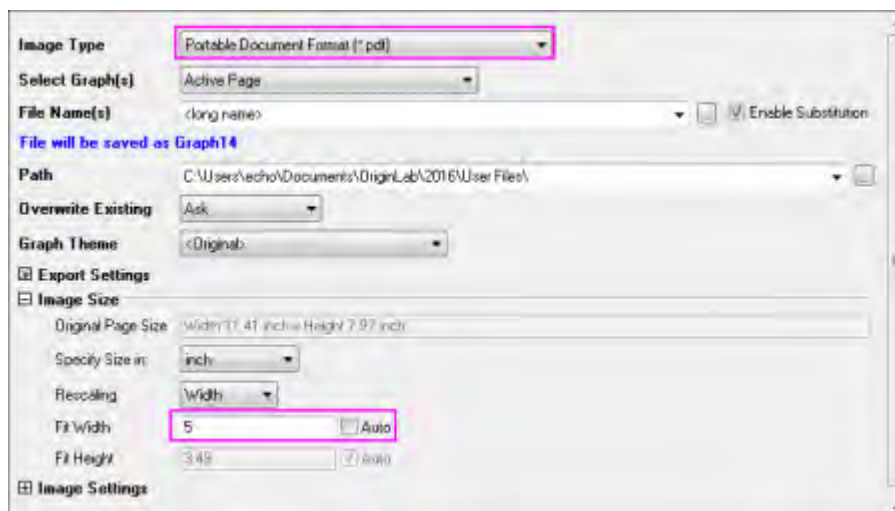 Image Type Portable Document Format (*.pdf)
Select Graph(s) Active Page
File Name(s) <long name> Enable Substitution
File will be saved as Graph14
Path C:\Users\echo\Documents\OriginLab\2016\User Files\
Overwrite Existing Ask
Graph Theme <Original>
Export Settings
Image Size
Original Page Size Width 11.41 inch × Height 7.97 inch
Specify Size in inch
Rescaling Width
Fit Width 5 Auto
Fit Height 3.49 Auto
Image Settings